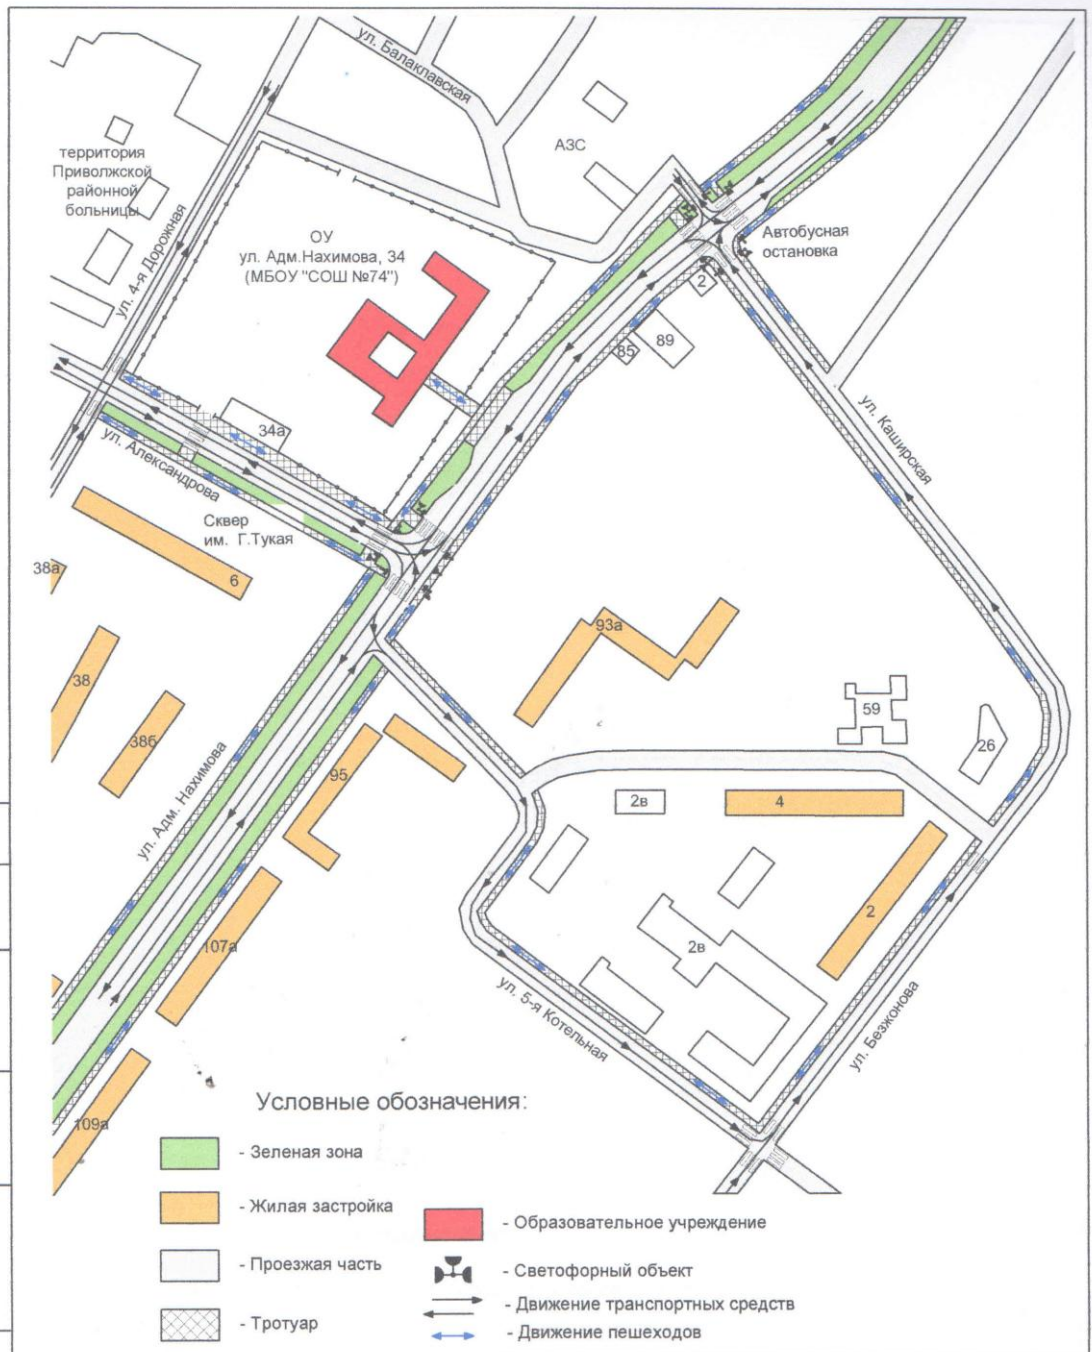 ул. Балаклавская
АЗС
территория
Приволжской
районной
больницы
ОУ
ул. Адм.Нахимова, 34
(МБОУ "СОШ №74")
Автобусная
остановка
ул. 4-я Дорожная
2
89
85
34а
ул. Каширская
ул. Александрова
Сквер
им. Г.Тукая
38а
6
93а
38
59
38б
26
95
2в
4
ул. Адм. Нахимова
2
107а
2в
ул. 5-я Котельная
ул. Безжонова
109а
Условные обозначения:
- Зеленая зона
- Жилая застройка
- Образовательное учреждение
- Проезжая часть
- Светофорный объект
- Движение транспортных средств
- Тротуар
- Движение пешеходов